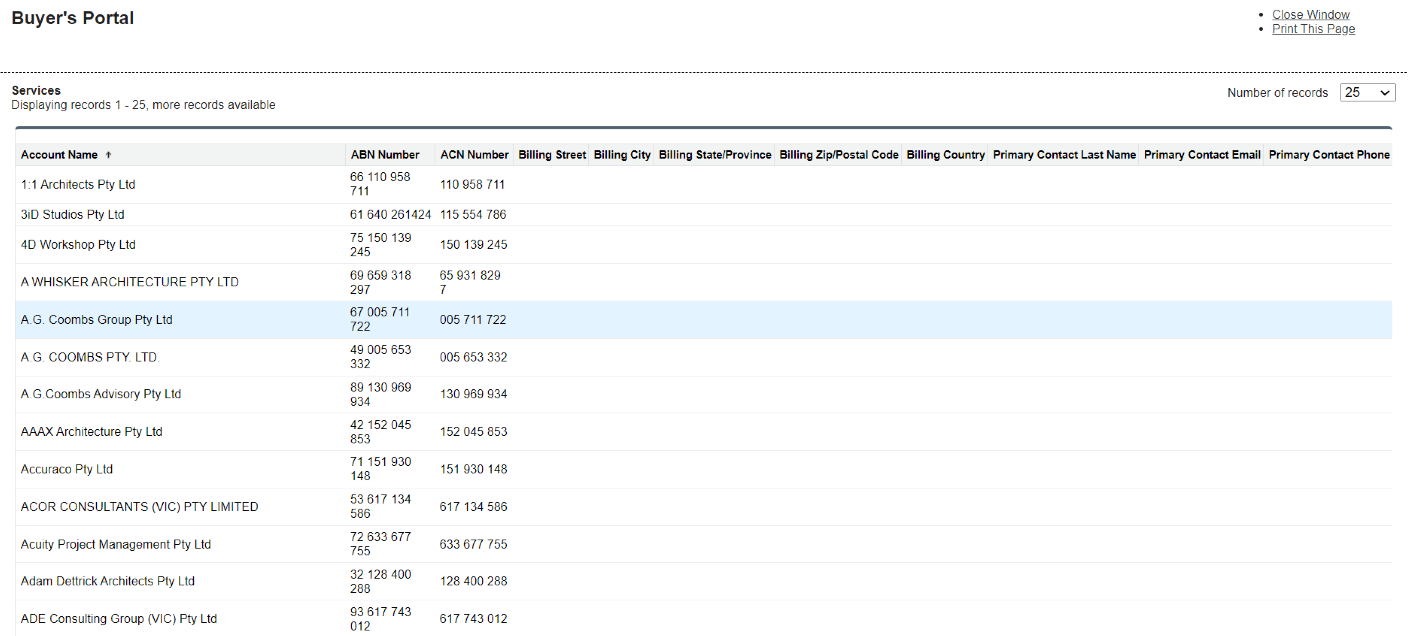 Buyer's Portal
• Close Window
• Print This Page
Services
Displaying records 1 - 25, more records available
Number of records 25
Account Name ↑ ABN Number ACN Number Billing Street Billing City Billing State/Province Billing Zip/Postal Code Billing Country Primary Contact Last Name Primary Contact Email Primary Contact Phone
1:1 Architects Pty Ltd 66 110 958 711 110 958 711
3iD Studios Pty Ltd 61 640 261424 115 554 786
4D Workshop Pty Ltd 75 150 139 245 150 139 245
A WHISKER ARCHITECTURE PTY LTD 69 659 318 297 65 931 829 7
A.G. Coombs Group Pty Ltd 67 005 711 722 005 711 722
A.G. COOMBS PTY. LTD. 49 005 653 332 005 653 332
A.G.Coombs Advisory Pty Ltd 89 130 969 934 130 969 934
AAAX Architecture Pty Ltd 42 152 045 853 152 045 853
Accuraco Pty Ltd 71 151 930 148 151 930 148
ACOR CONSULTANTS (VIC) PTY LIMITED 53 617 134 586 617 134 586
Acuity Project Management Pty Ltd 72 633 677 755 633 677 755
Adam Dettrick Architects Pty Ltd 32 128 400 288 128 400 288
ADE Consulting Group (VIC) Pty Ltd 93 617 743 012 617 743 012